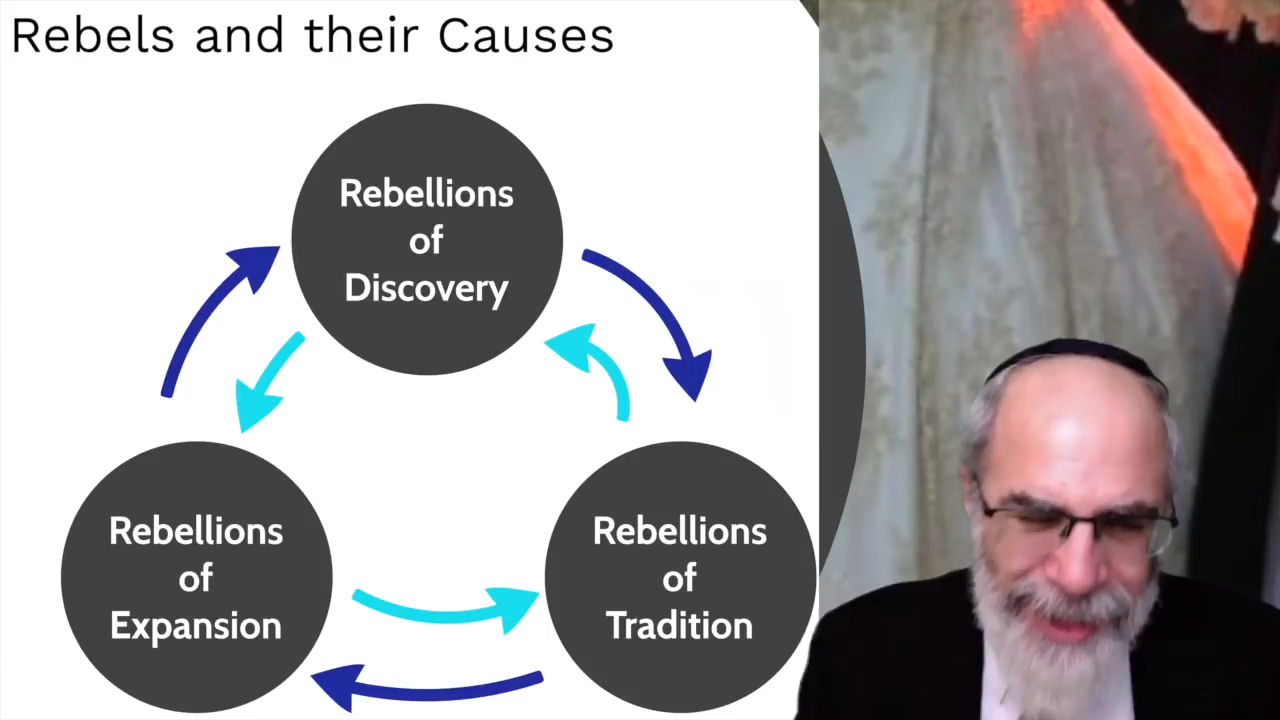 Rebels and their Causes
Rebellions
of
Discovery
Rebellions
of
Expansion
Rebellions
of
Tradition